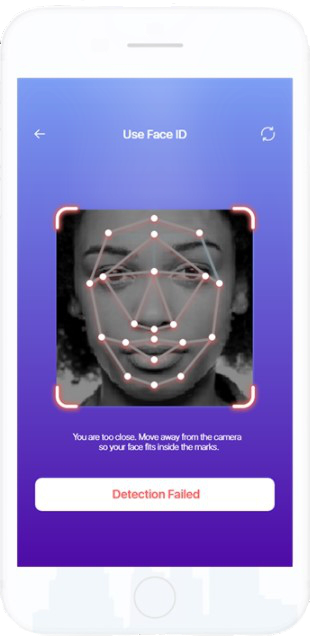 Use Face ID
You are too close. Move away from the camera
so your face fits inside the marks.
Detection Failed